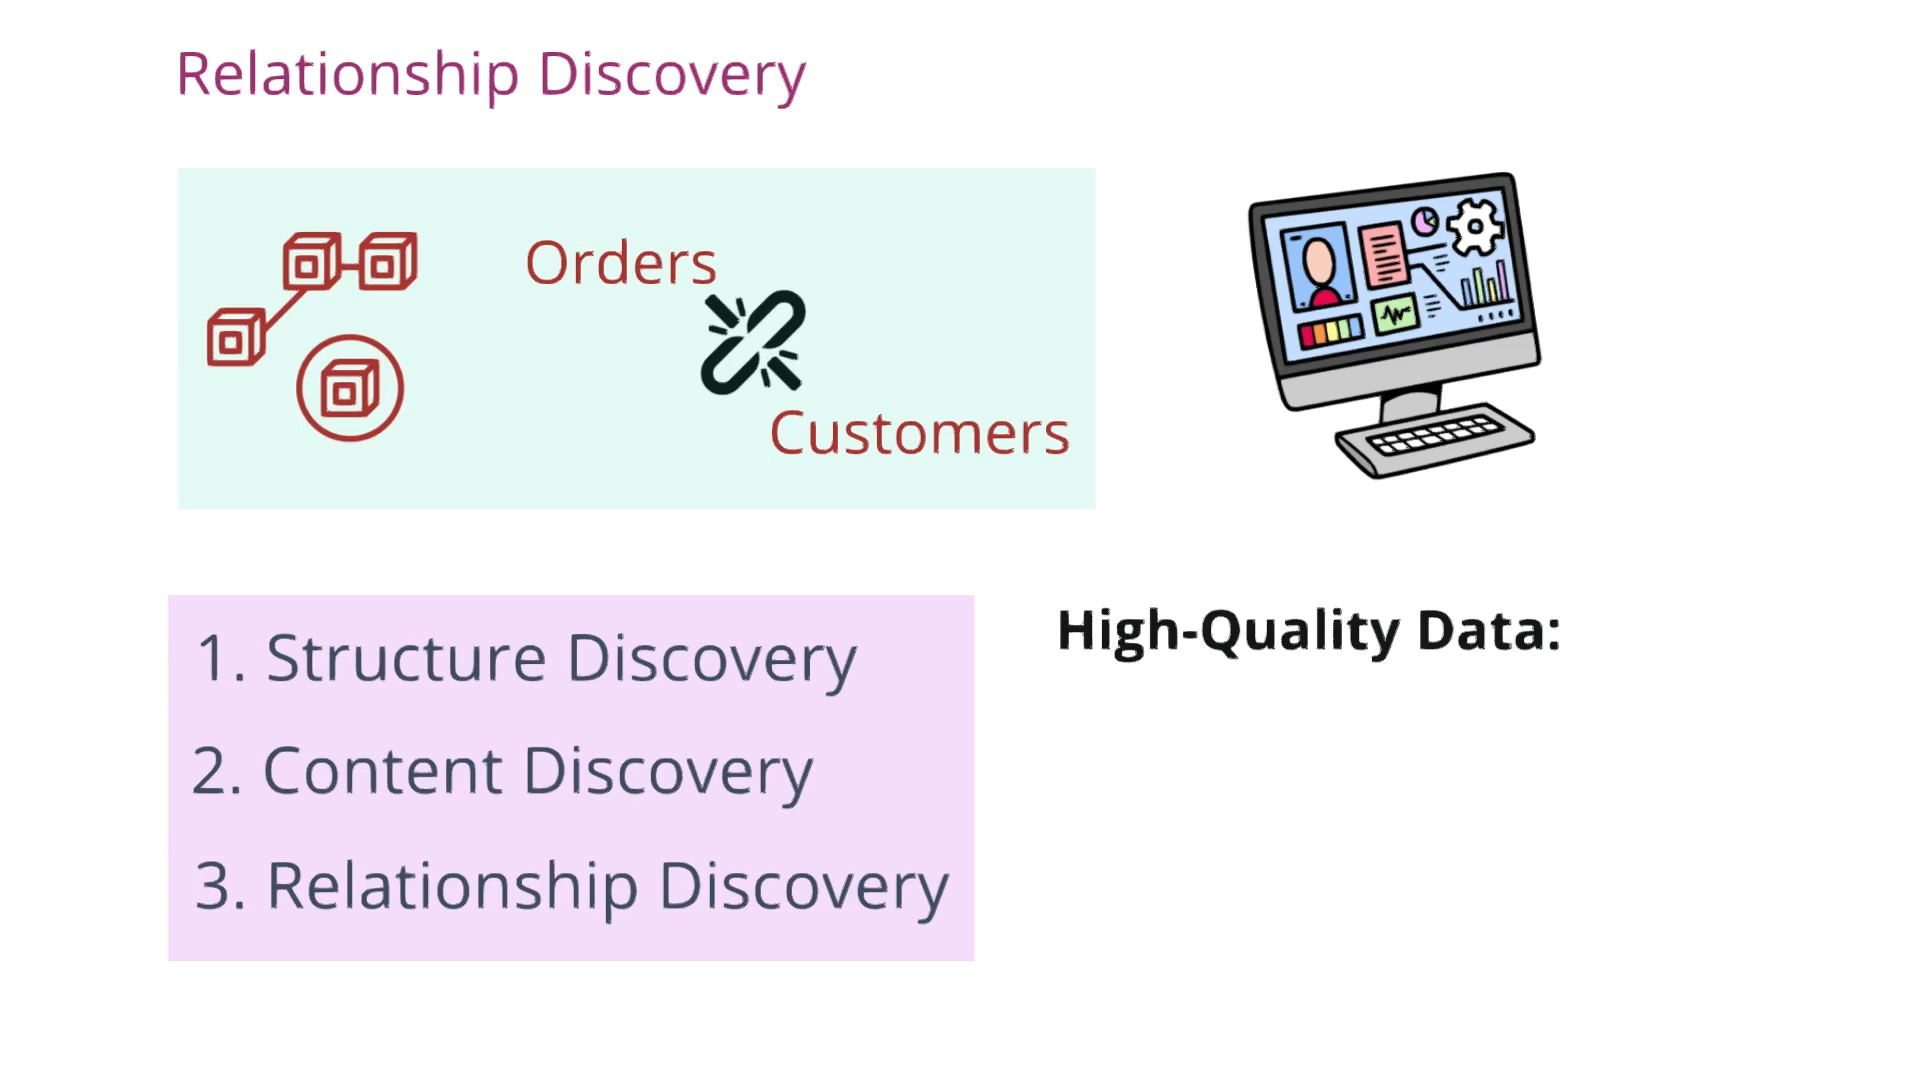 Relationship Discovery
Orders
Customers
1. Structure Discovery
2. Content Discovery
3. Relationship Discovery
High-Quality Data: